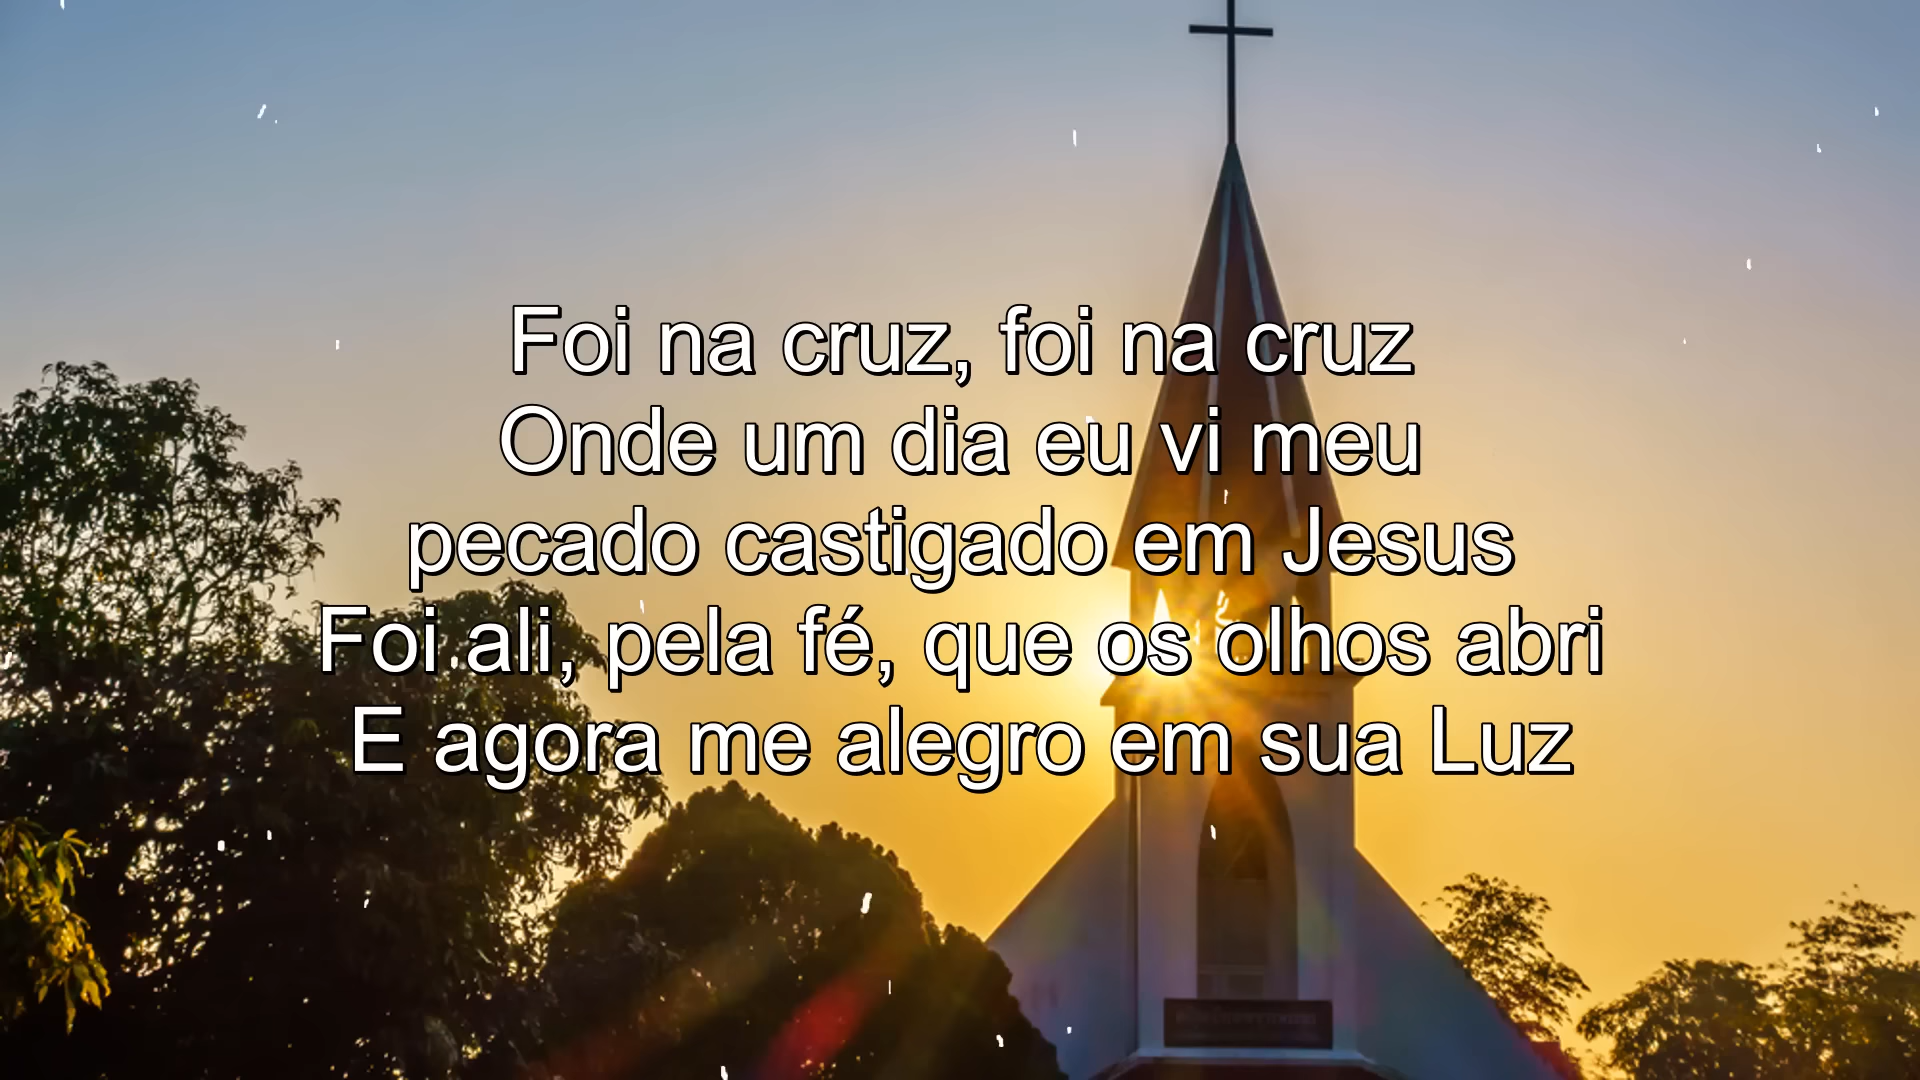 Foi na cruz, foi na cruz
Onde um dia eu vi meu
pecado castigado em Jesus
Foi ali, pela fé, que os olhos abri
E agora me alegro em sua Luz